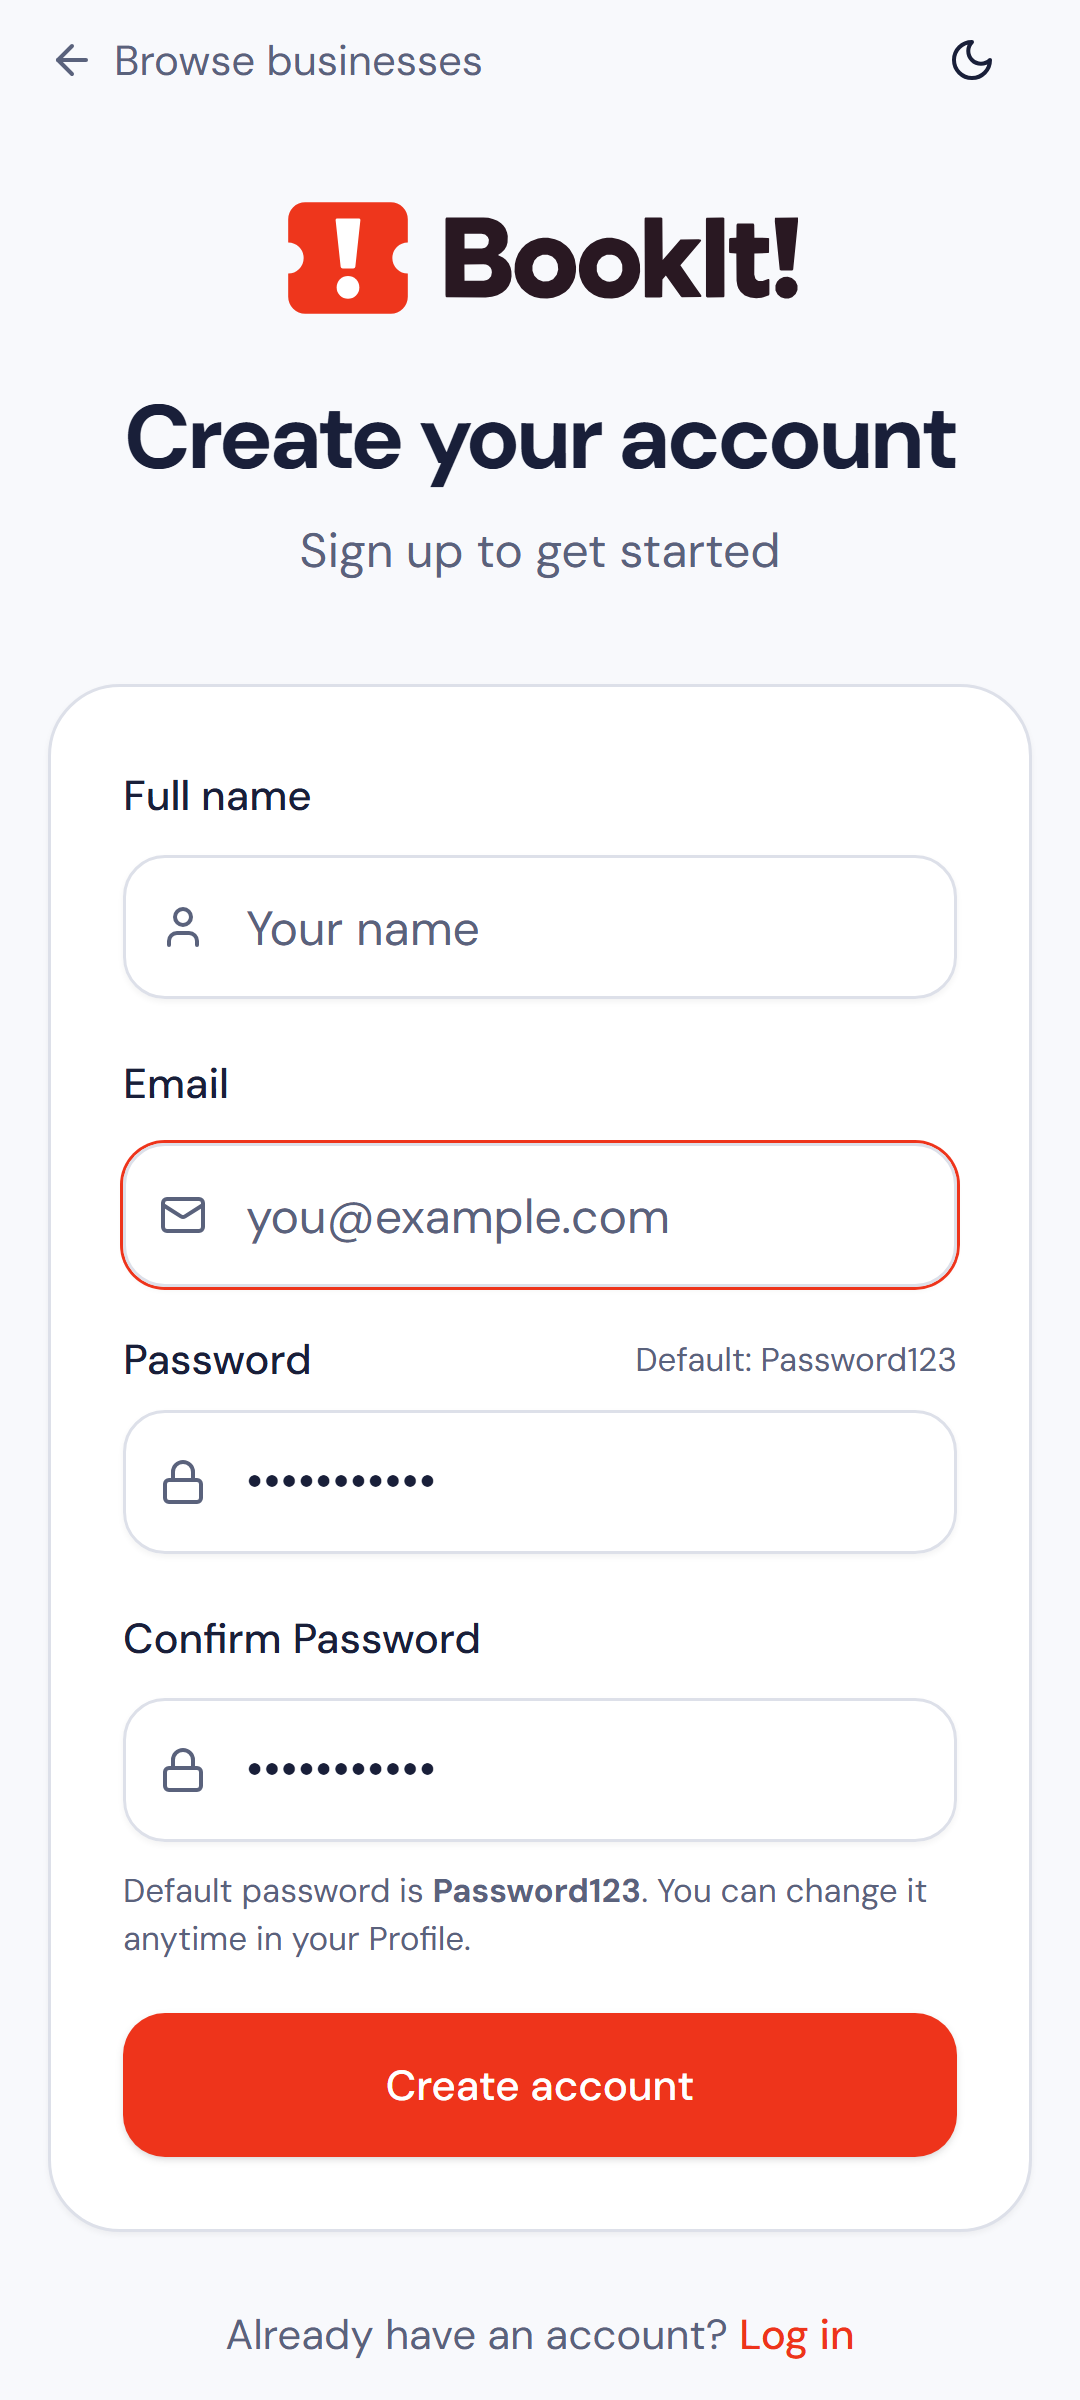 Browse businesses
! BookIt!
Create your account
Sign up to get started
Full name
Your name
Email
you@example.com
Password Default: Password123
•••••••••••
Confirm Password
•••••••••••
Default password is Password123. You can change it
anytime in your Profile.
Create account
Already have an account? Log in